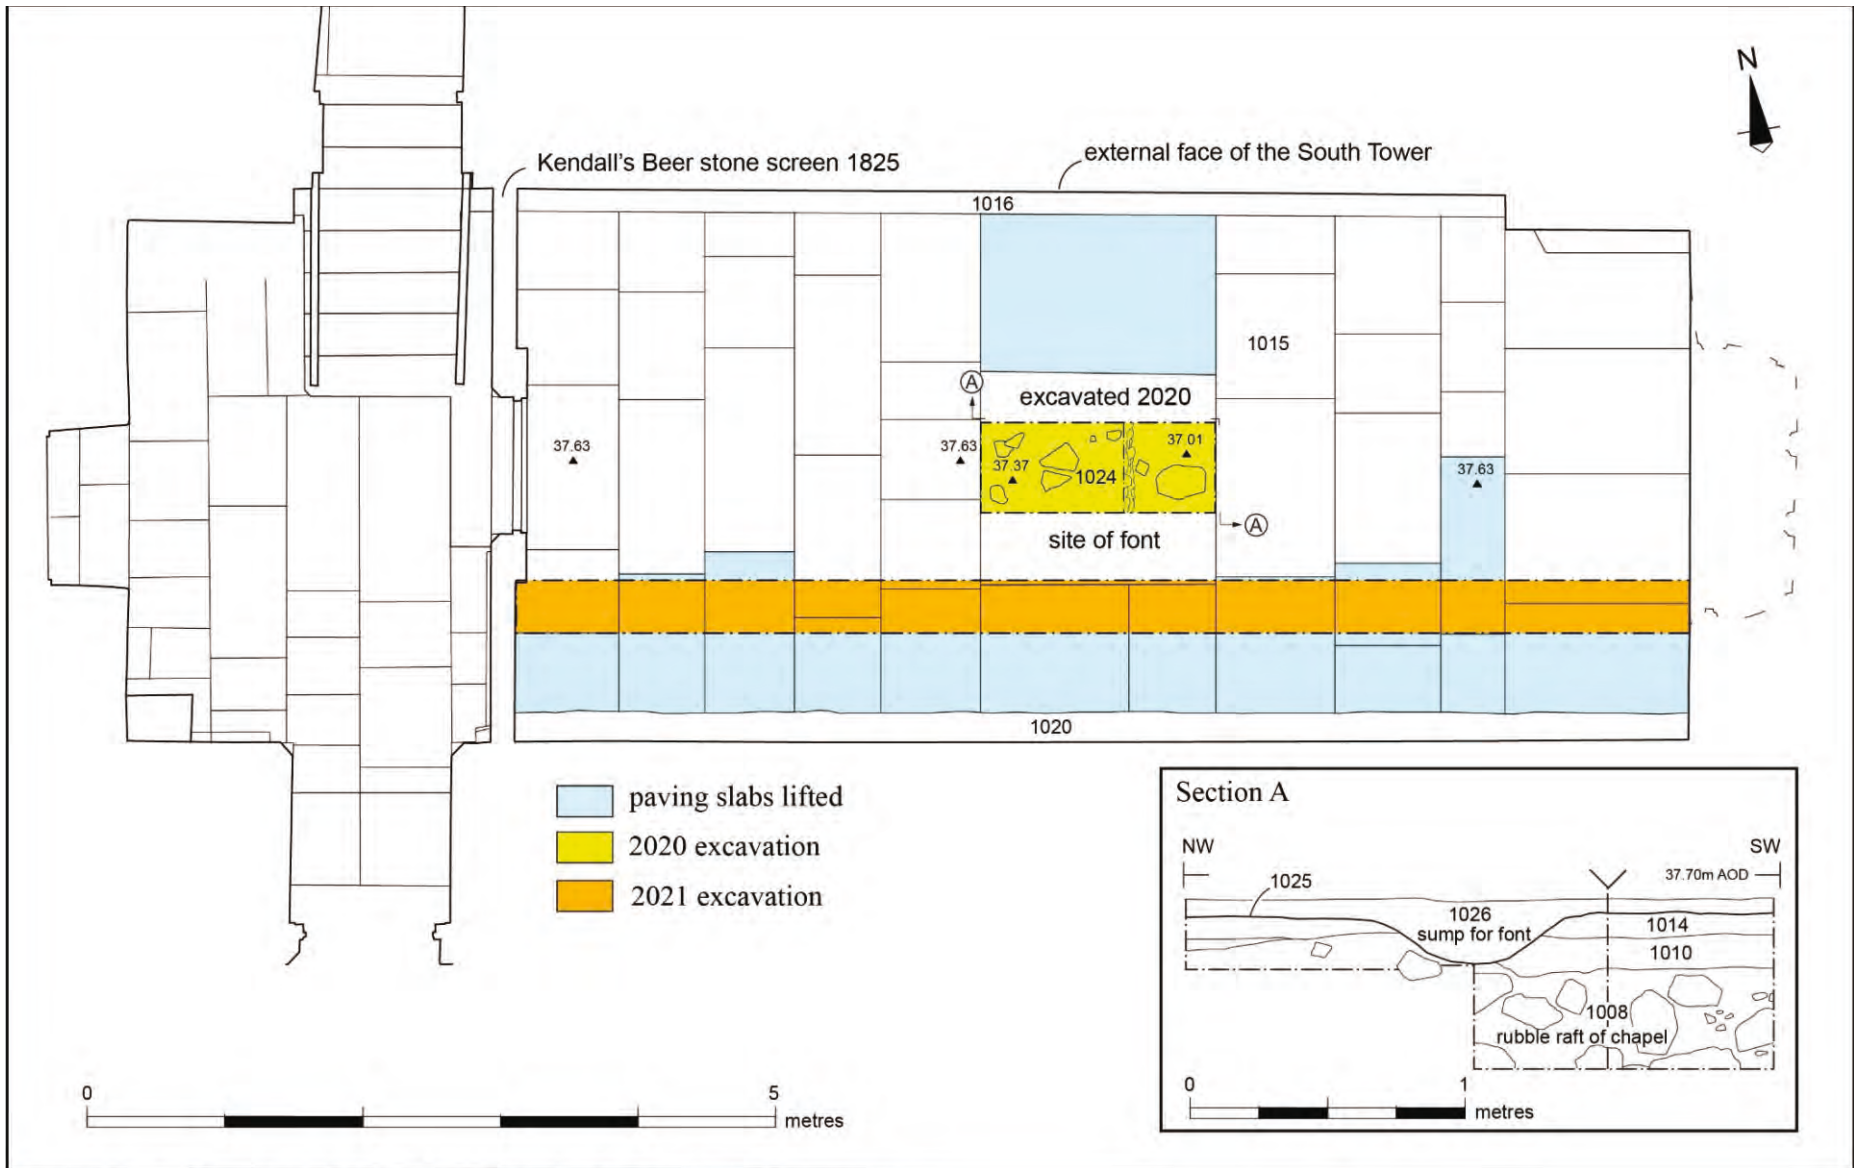 N
Kendall's Beer stone screen 1825
external face of the South Tower
1016
1015
A
excavated 2020
37.63
37.63
37.37
1024
37.01
37.63
site of font
A
1020
paving slabs lifted
2020 excavation
2021 excavation
0 5
metres
Section A
NW SW
37.70m AOD
1025
1026
sump for font
1014
1010
1008
rubble raft of chapel
0 1
metres